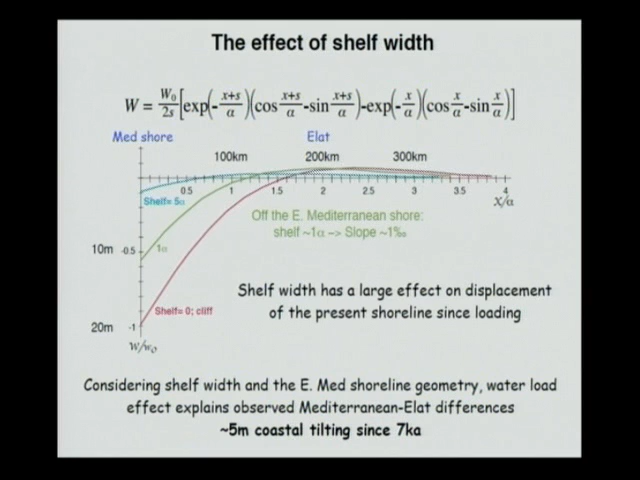 The effect of shelf width
W = W₀/2s[exp(-x+s/α)(cos x+s/α-sin x+s/α)-exp(-x/α)(cos x/α-sin x/α)]
Med shore Elat
100km 200km 300km
0.5 1 1.5 2 2.5 3 3.5 4
X/α
Shelf= 5α
Off the E. Mediterranean shore:
shelf ~1α –> Slope ~1‰
10m -0.5 1α
Shelf width has a large effect on displacement
of the present shoreline since loading
Shelf= 0; cliff
20m -1
W/w₀
Considering shelf width and the E. Med shoreline geometry, water load
effect explains observed Mediterranean-Elat differences
~5m coastal tilting since 7ka